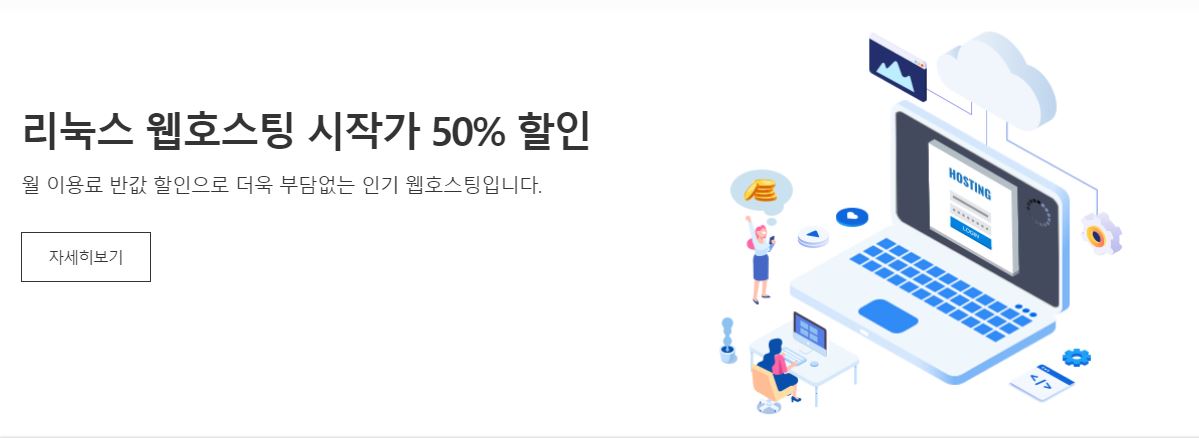 리눅스 웹호스팅 시작가 50% 할인
월 이용료 반값 할인으로 더욱 부담없는 인기 웹호스팅입니다.
자세히보기
HOSTING
LOGIN
</>